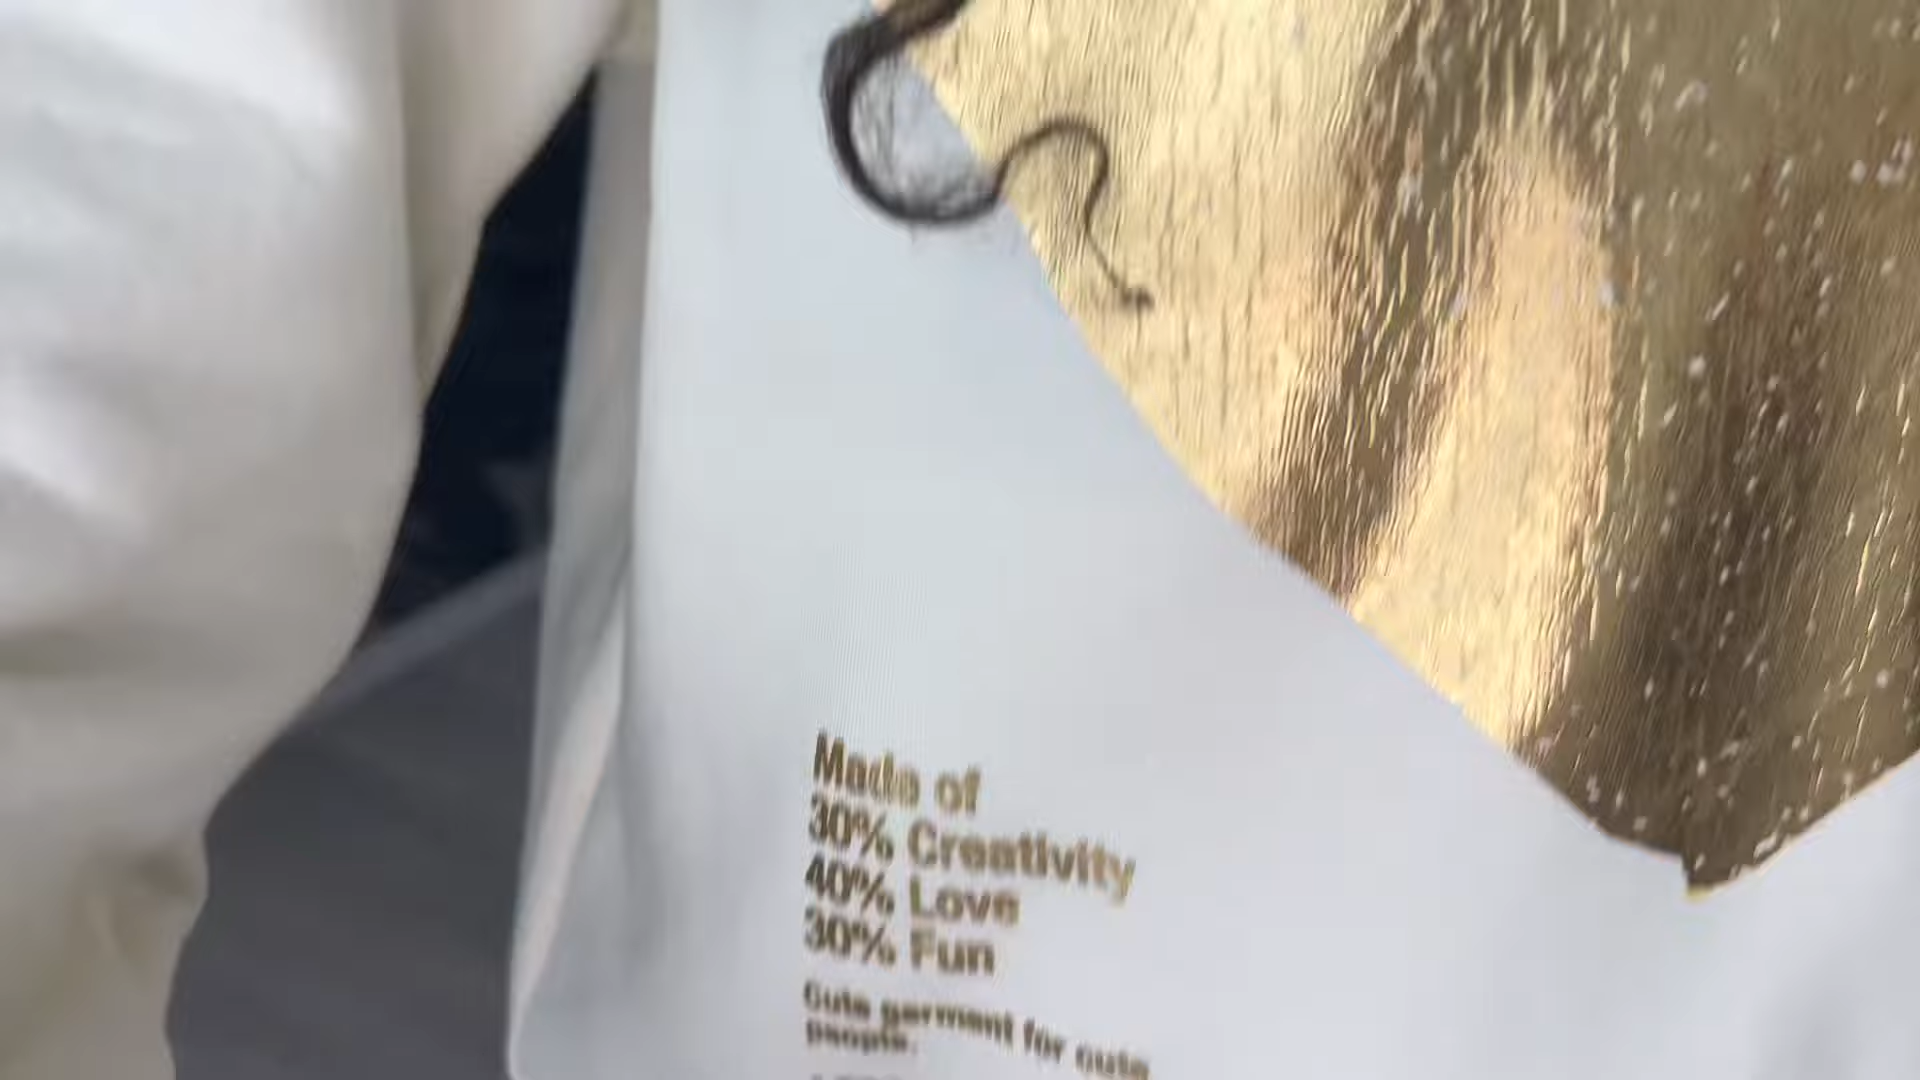 Made of
30% Creativity
40% Love
30% Fun
Cute garment for cute
people.